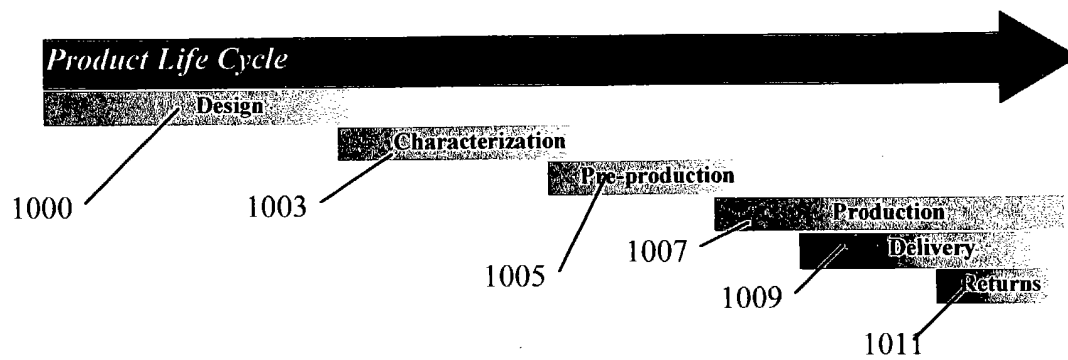 Product Life Cycle
Design
Characterization
1000
1003
Pre-production
Production
1005
1007
Delivery
1009
Returns
1011